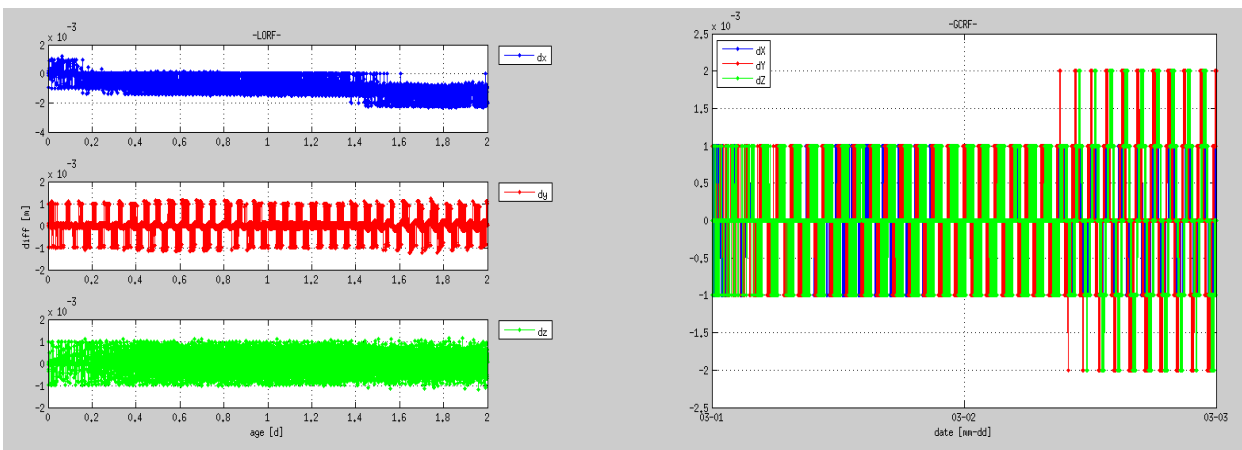 -LORF-
x 10^-3
2
0
-2
-4
0 0.2 0.4 0.6 0.8 1 1.2 1.4 1.6 1.8 2
dx
x 10^-3
2
1
0
-1
-2
diff [m]
0 0.2 0.4 0.6 0.8 1 1.2 1.4 1.6 1.8 2
dy
x 10^-3
2
1
0
-1
-2
0 0.2 0.4 0.6 0.8 1 1.2 1.4 1.6 1.8 2
age [d]
dz
-GCRF-
x 10^-3
2.5
2
1.5
1
0.5
0
-0.5
-1
-1.5
-2
-2.5
dX
dY
dZ
03-01 03-02 03-03
date [mm-dd]